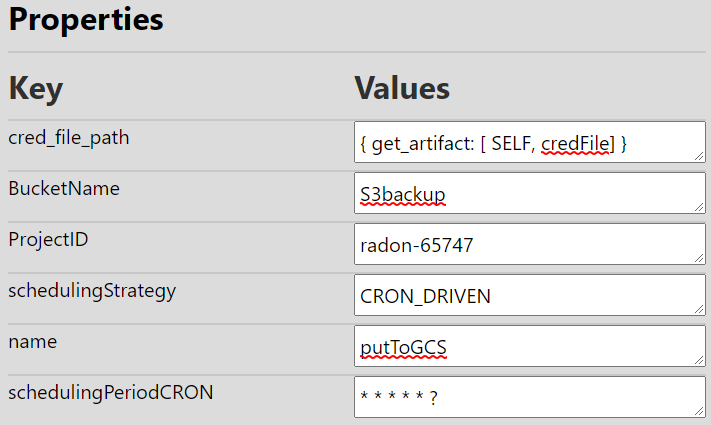 Properties
Key Values
cred_file_path { get_artifact: [ SELF, credFile] }
BucketName S3backup
ProjectID radon-65747
schedulingStrategy CRON_DRIVEN
name putToGCS
schedulingPeriodCRON * * * * * ?